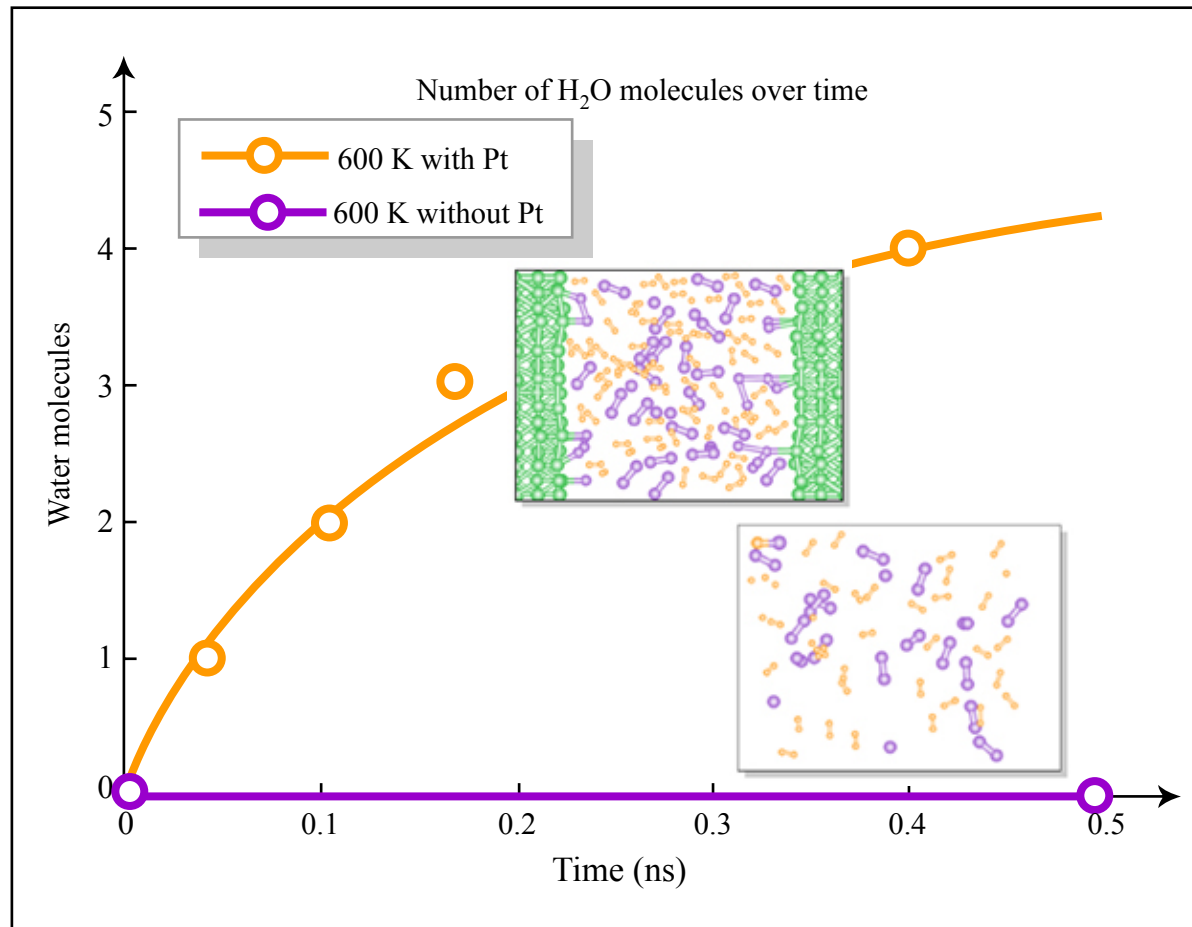 Number of H₂O molecules over time
5
600 K with Pt
600 K without Pt
4
3
2
1
0
Water molecules
0 0.1 0.2 0.3 0.4 0.5
Time (ns)